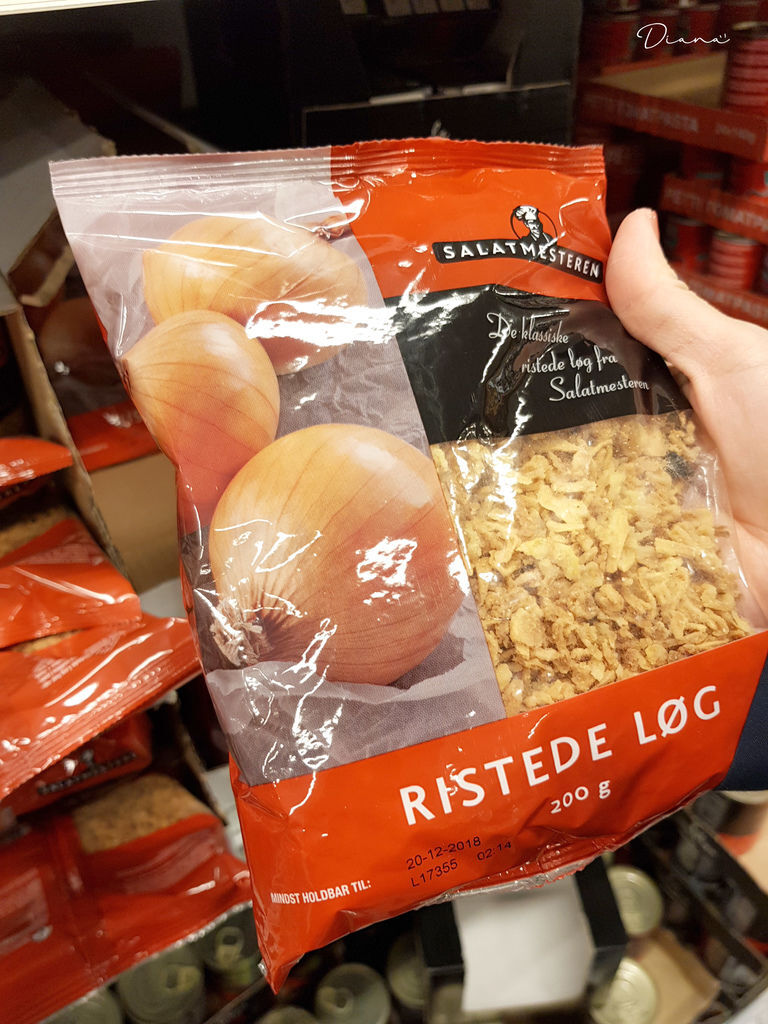 Diana
SALATMESTEREN
De klassiske
ristede løg fra
Salatmesteren
RISTEDE LØG
200 g
MINDST HOLDBAR TIL:
20-12-2018
L17355 02:14